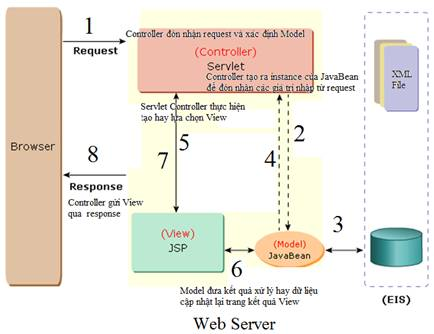 1
Request
Controller đón nhận request và xác định Model
(Controller)
Servlet
Controller tạo ra instance của JavaBean
để đón nhận các giá trị nhập từ request
XML
File
Servlet Controller thực hiện
tạo hay lựa chọn View
5
2
Browser
8
7
4
Response
Controller gửi View
qua response
3
(View)
JSP
(Model)
JavaBean
6
(EIS)
Model đưa kết quả xử lý hay dữ liệu
cập nhật lại trang kết quả View
Web Server